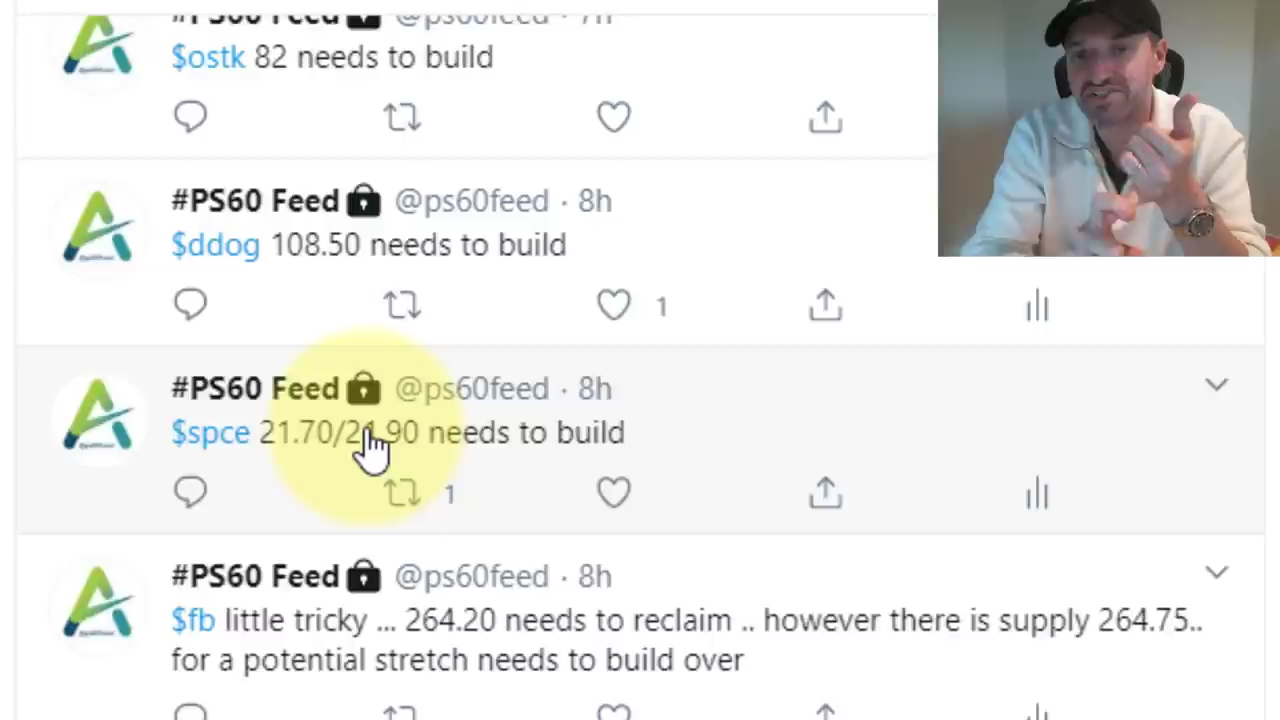 #PS60 Feed @ps60feed · 7h
$ostk 82 needs to build
#PS60 Feed @ps60feed · 8h
$ddog 108.50 needs to build
1
#PS60 Feed @ps60feed · 8h
$spce 21.70/21.90 needs to build
1
#PS60 Feed @ps60feed · 8h
$fb little tricky ... 264.20 needs to reclaim .. however there is supply 264.75..
for a potential stretch needs to build over